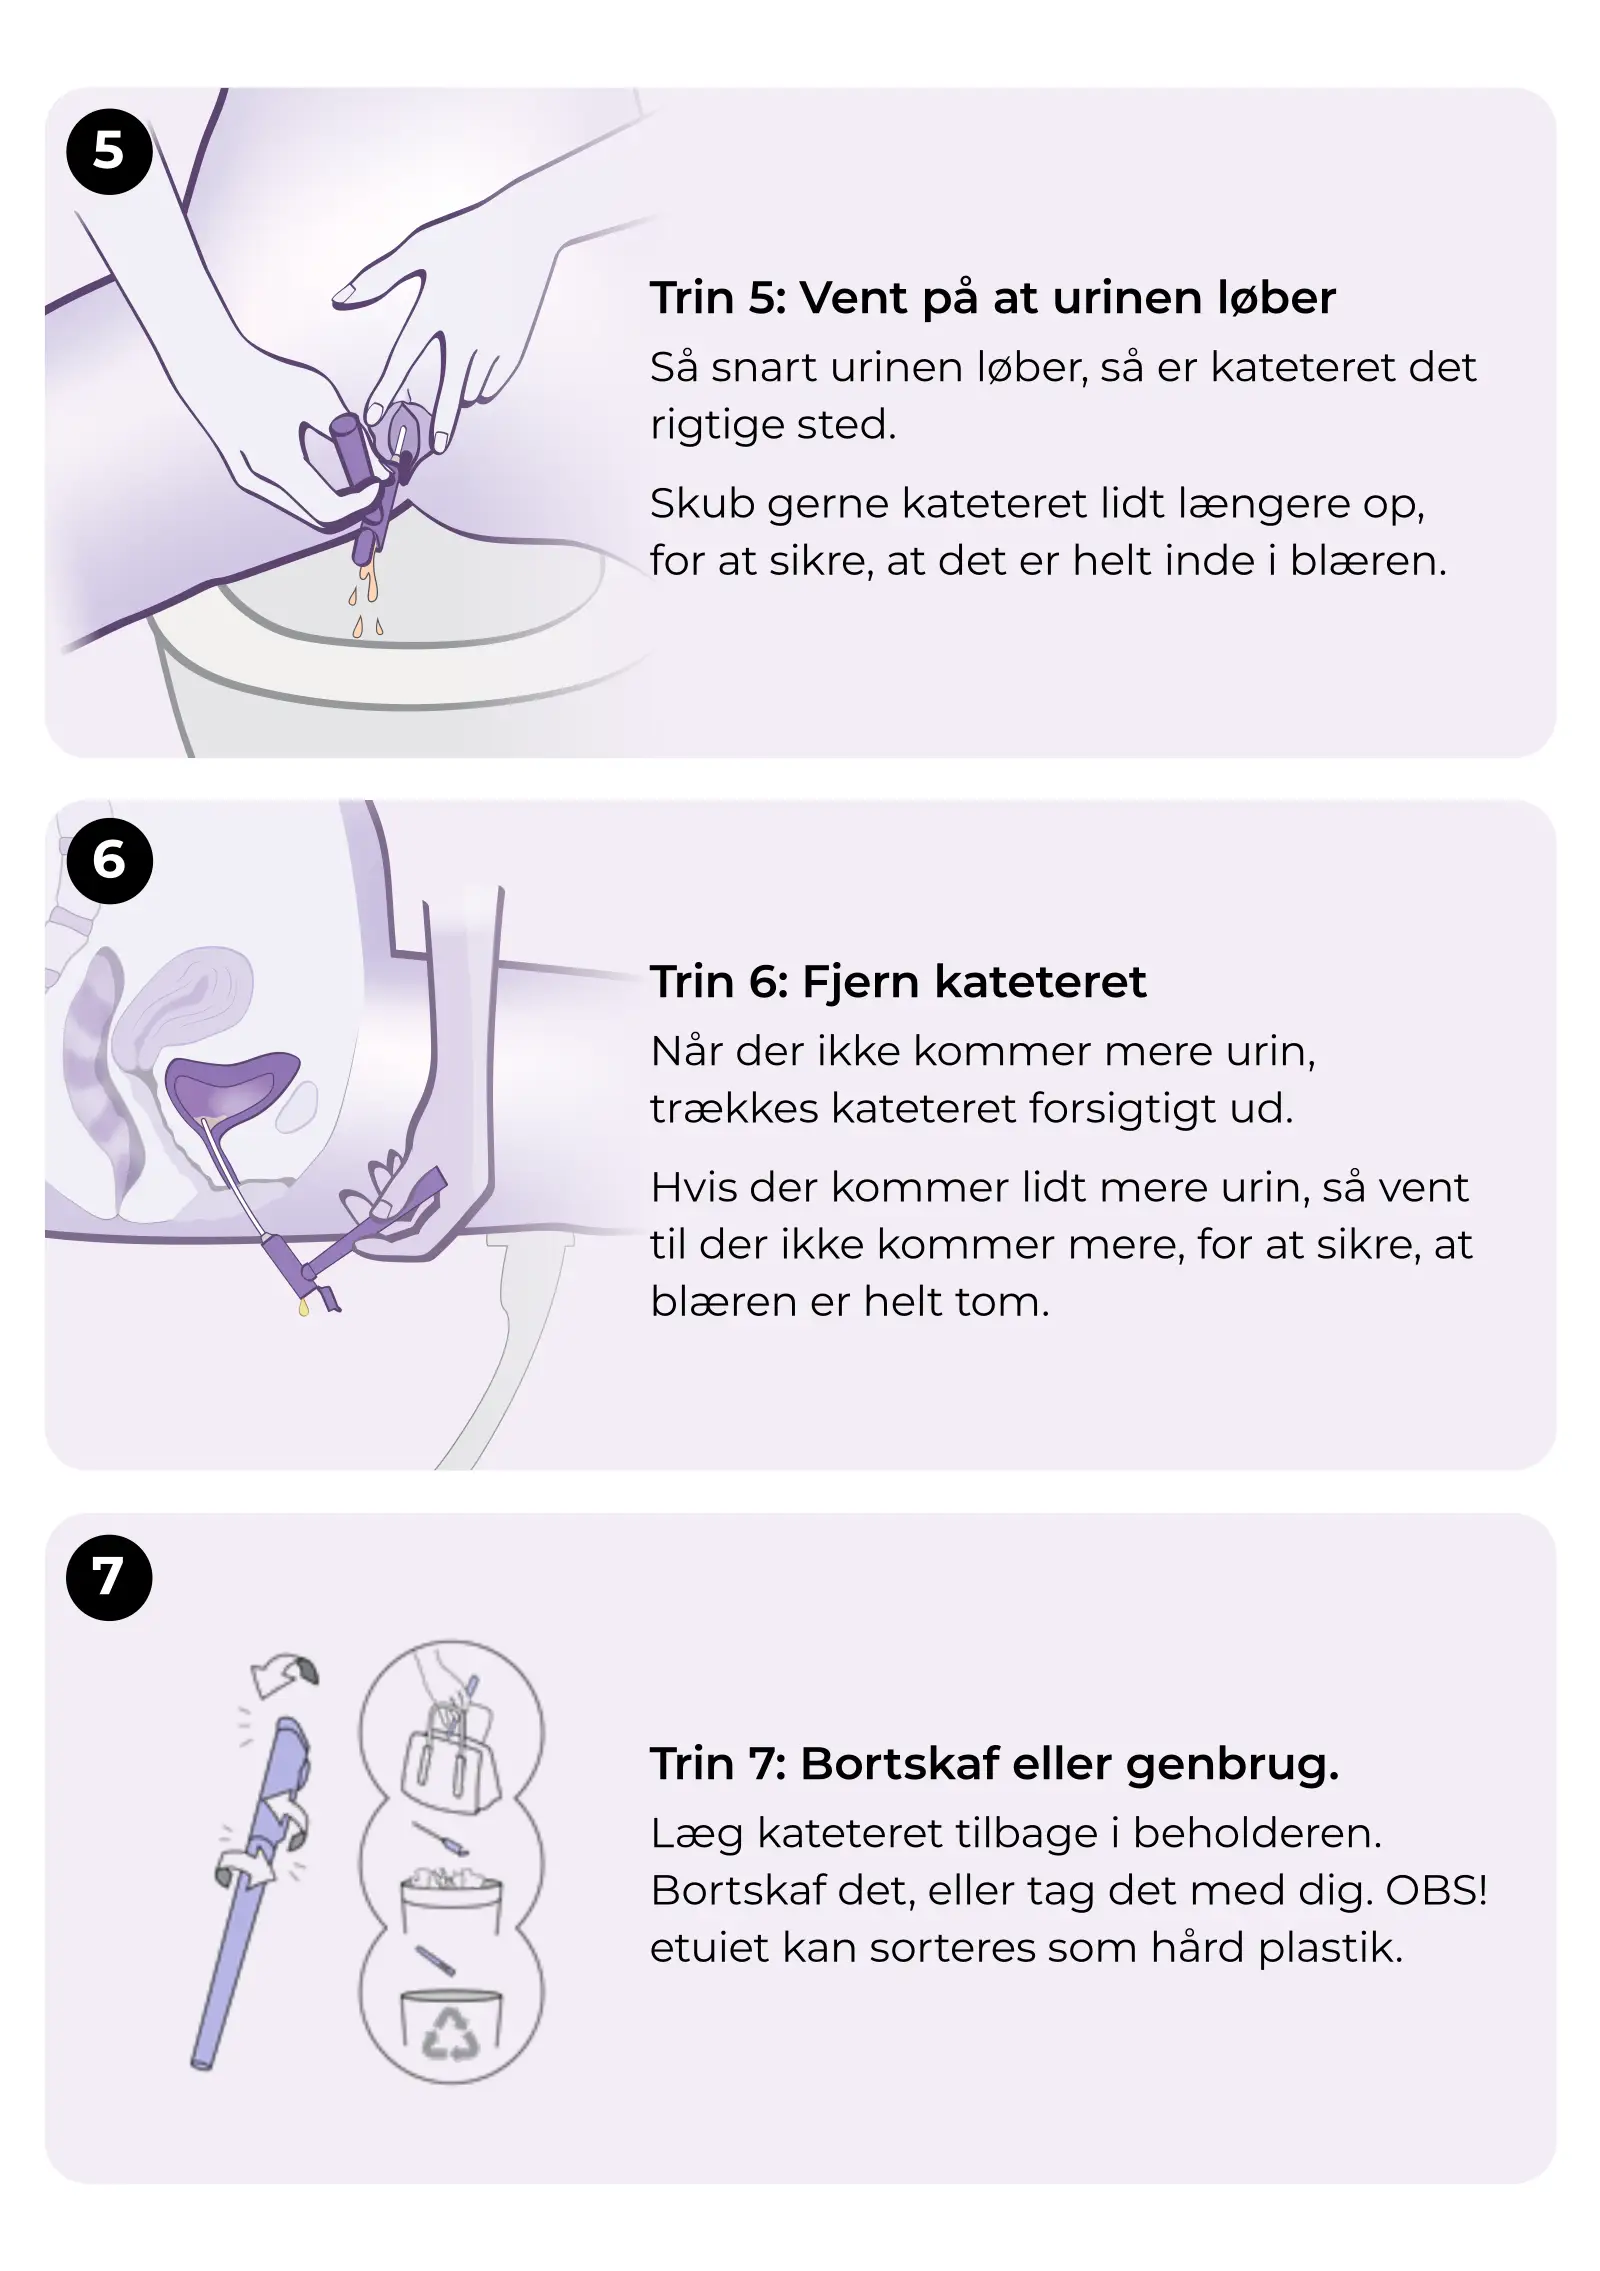 5
Trin 5: Vent på at urinen løber
Så snart urinen løber, så er kateteret det
rigtige sted.
Skub gerne kateteret lidt længere op,
for at sikre, at det er helt inde i blæren.
6
Trin 6: Fjern kateteret
Når der ikke kommer mere urin,
trækkes kateteret forsigtigt ud.
Hvis der kommer lidt mere urin, så vent
til der ikke kommer mere, for at sikre, at
blæren er helt tom.
7
Trin 7: Bortskaf eller genbrug.
Læg kateteret tilbage i beholderen.
Bortskaf det, eller tag det med dig. OBS!
etuiet kan sorteres som hård plastik.